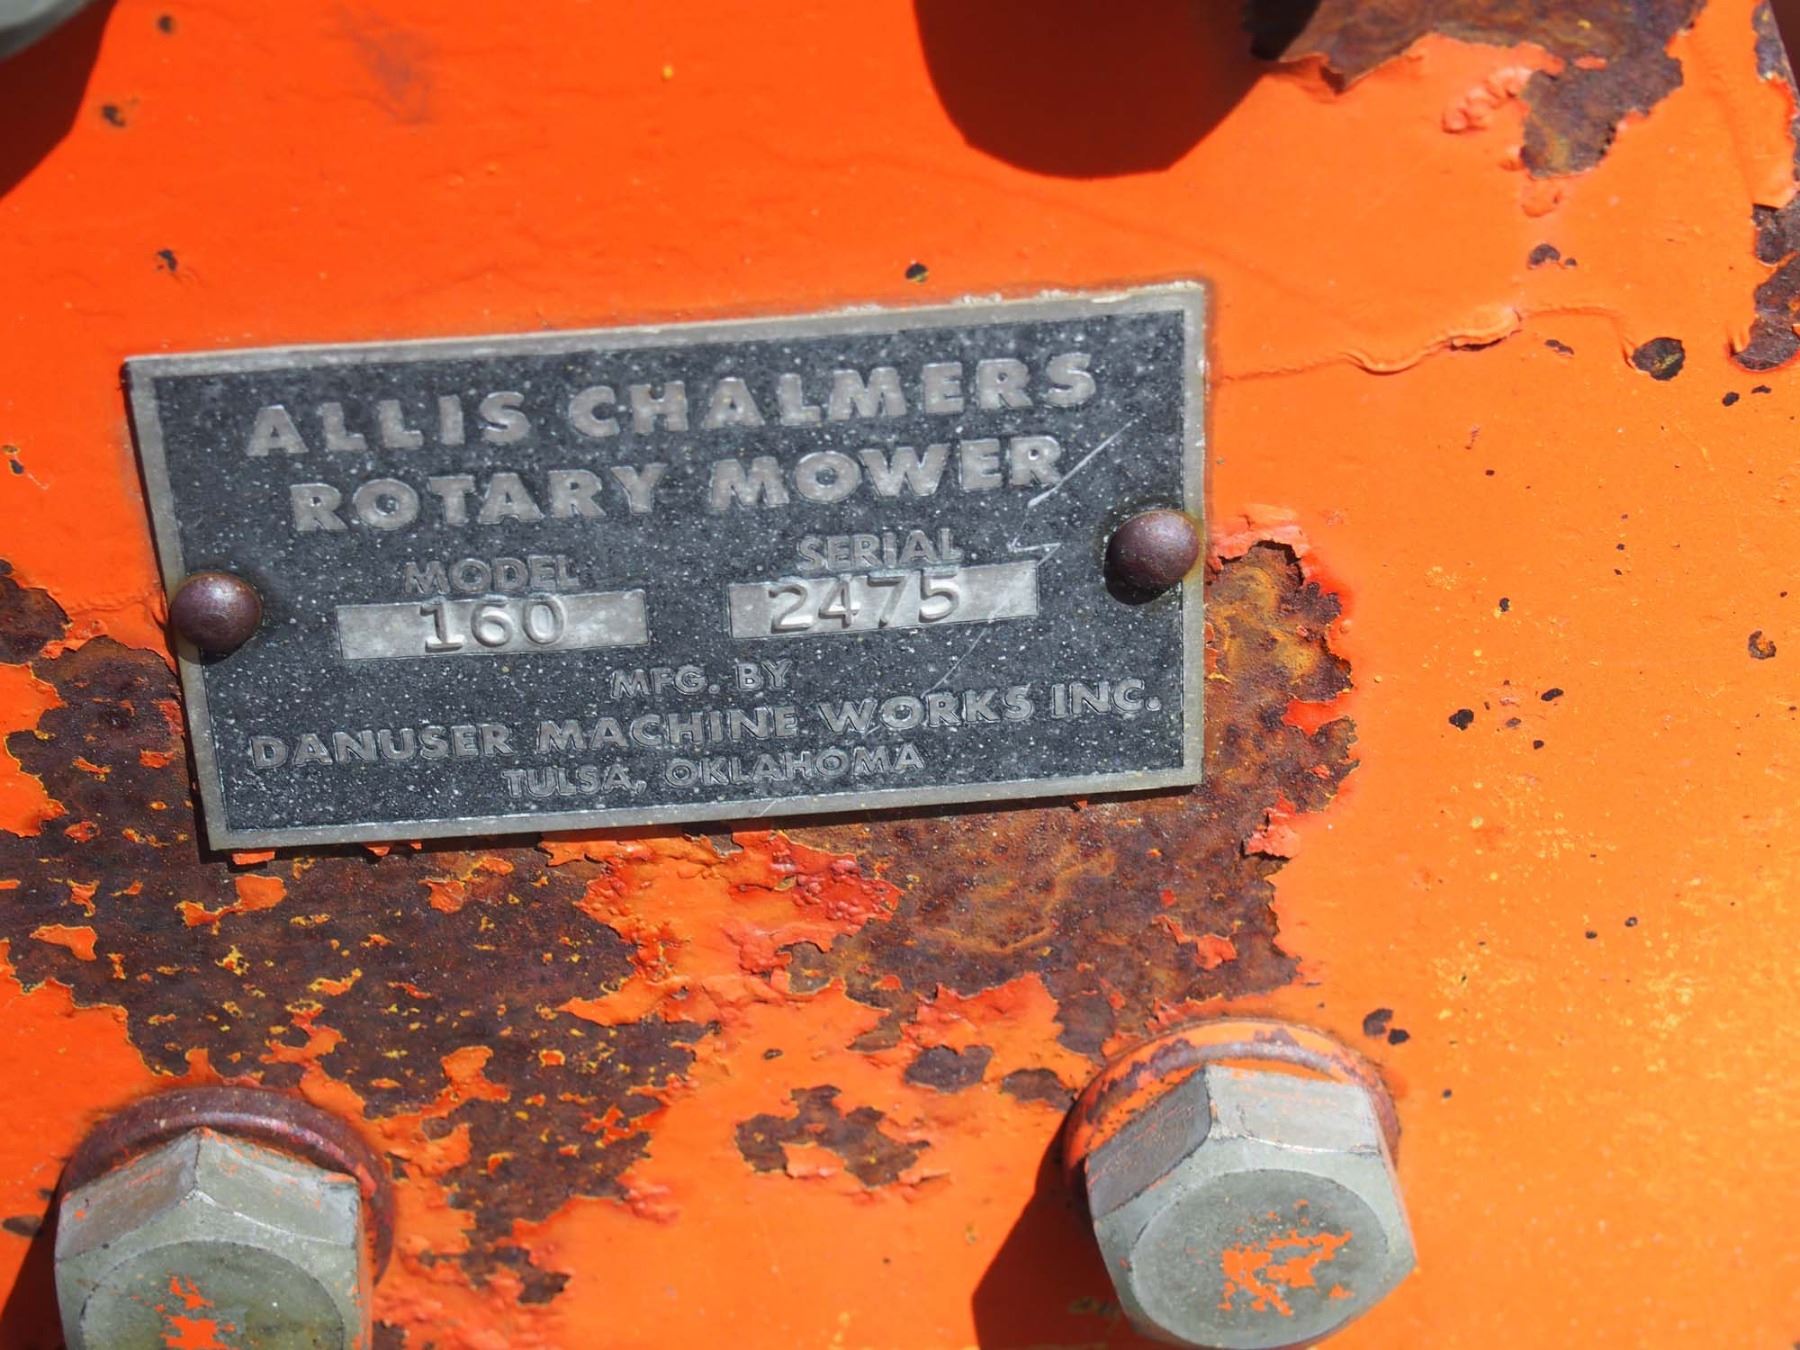 ALLIS CHALMERS
ROTARY MOWER
MODEL SERIAL
160 2475
MFG. BY
DANUSER MACHINE WORKS INC.
TULSA, OKLAHOMA